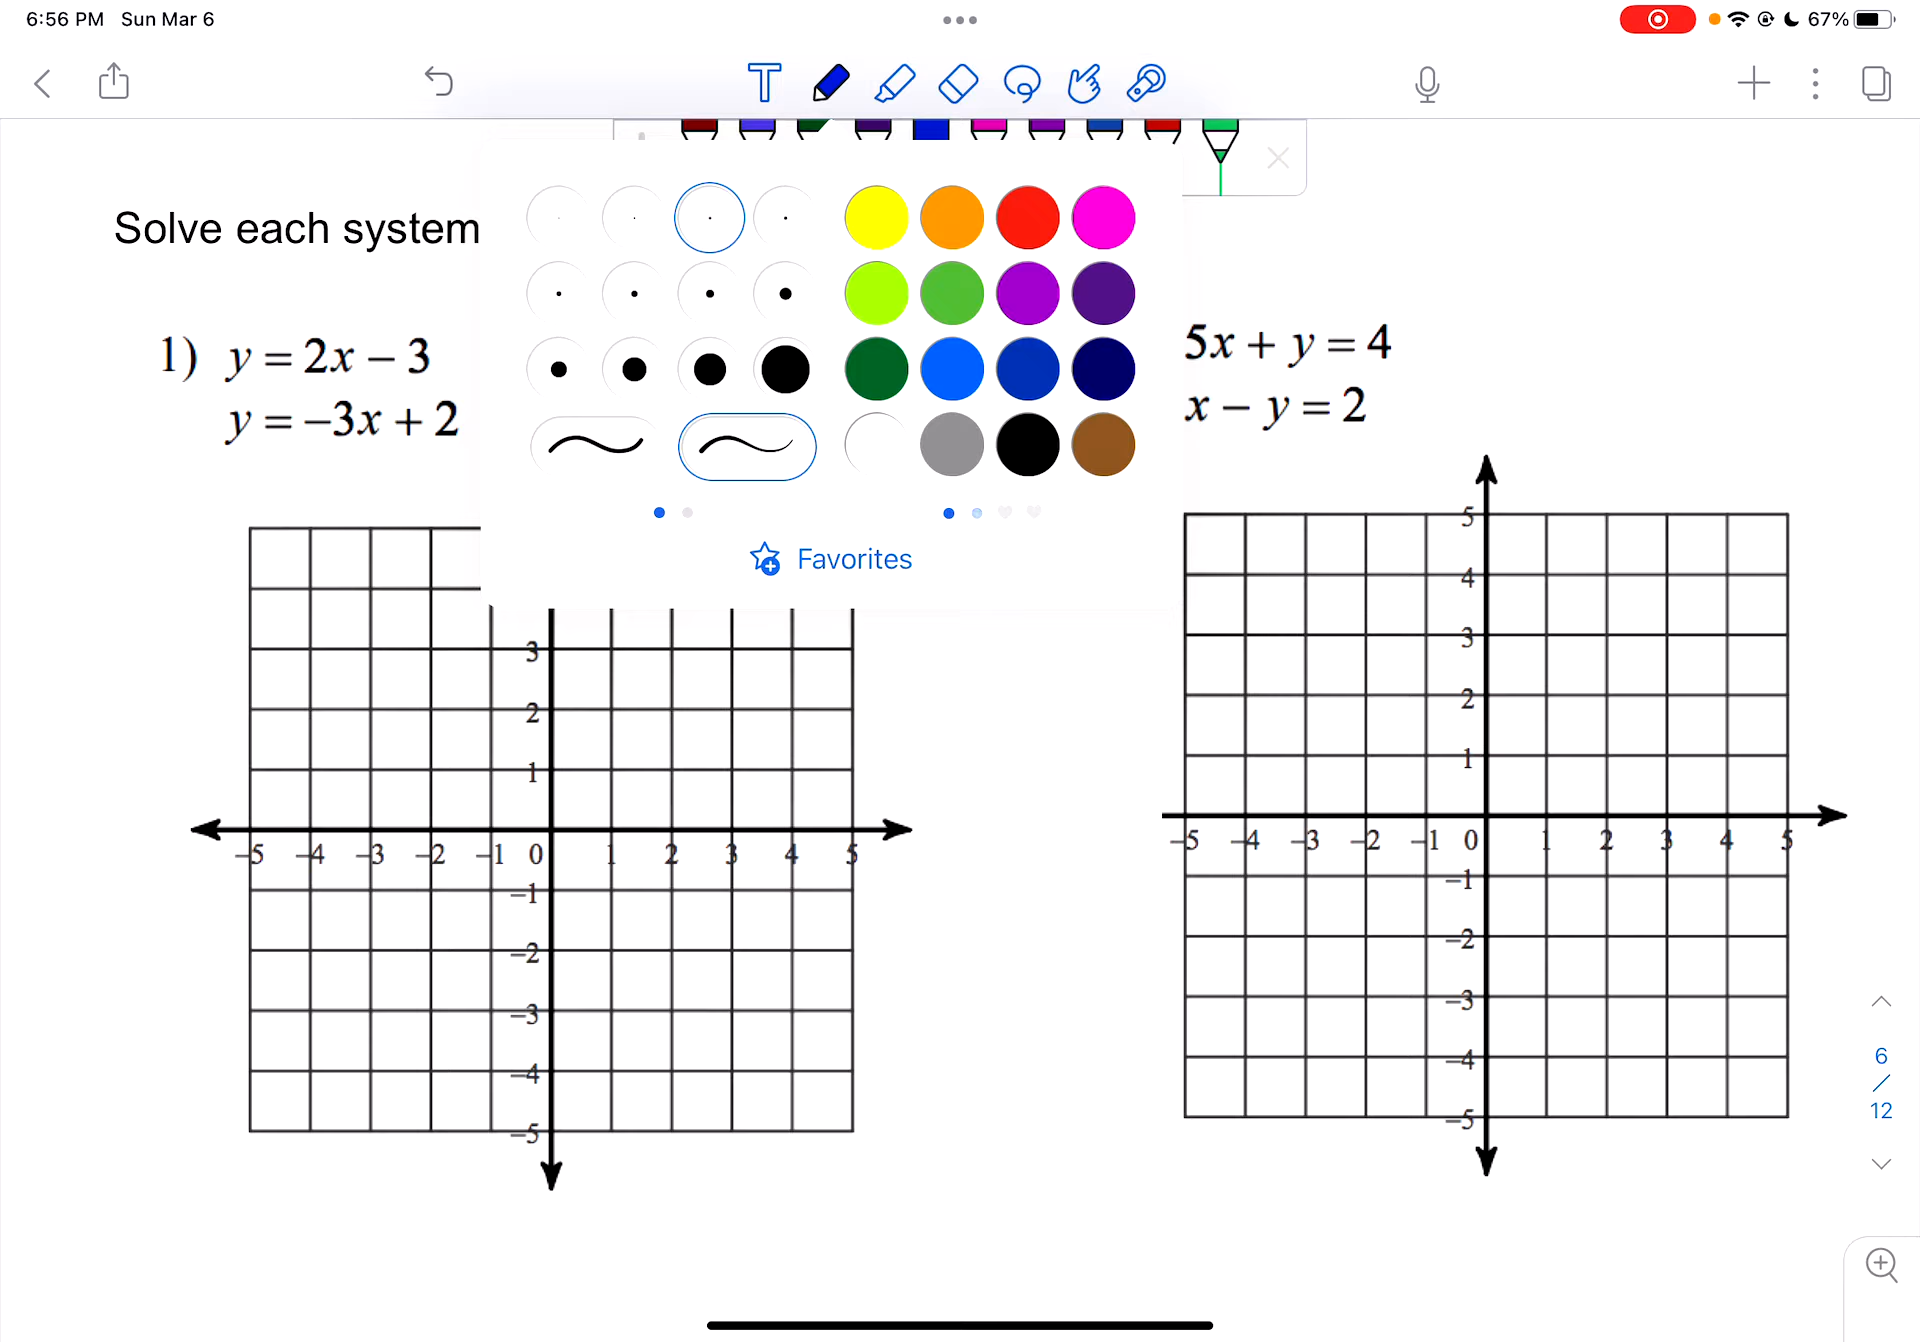 6:56 PM Sun Mar 6
67%
T
Solve each system
1) y = 2x – 3
y = –3x + 2
5x + y = 4
x – y = 2
Favorites
3
2
1
–5 –4 –3 –2 –1 0 1 2 3 4 5
–1
–2
–3
–4
–5
5
4
3
2
1
–5 –4 –3 –2 –1 0 1 2 3 4 5
–1
–2
–3
–4
–5
6
/
12